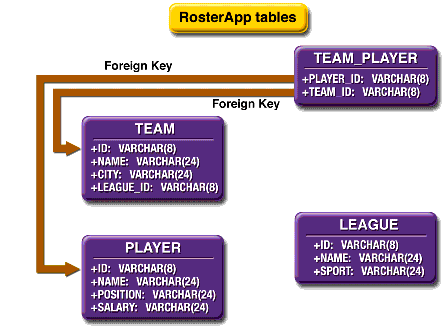 RosterApp tables
Foreign Key
Foreign Key
TEAM_PLAYER
+PLAYER_ID: VARCHAR(8)
+TEAM_ID: VARCHAR(8)
TEAM
+ID: VARCHAR(8)
+NAME: VARCHAR(24)
+CITY: VARCHAR(24)
+LEAGUE_ID: VARCHAR(8)
LEAGUE
+ID: VARCHAR(8)
+NAME: VARCHAR(24)
+SPORT: VARCHAR(24)
PLAYER
+ID: VARCHAR(8)
+NAME: VARCHAR(24)
+POSITION: VARCHAR(24)
+SALARY: VARCHAR(24)